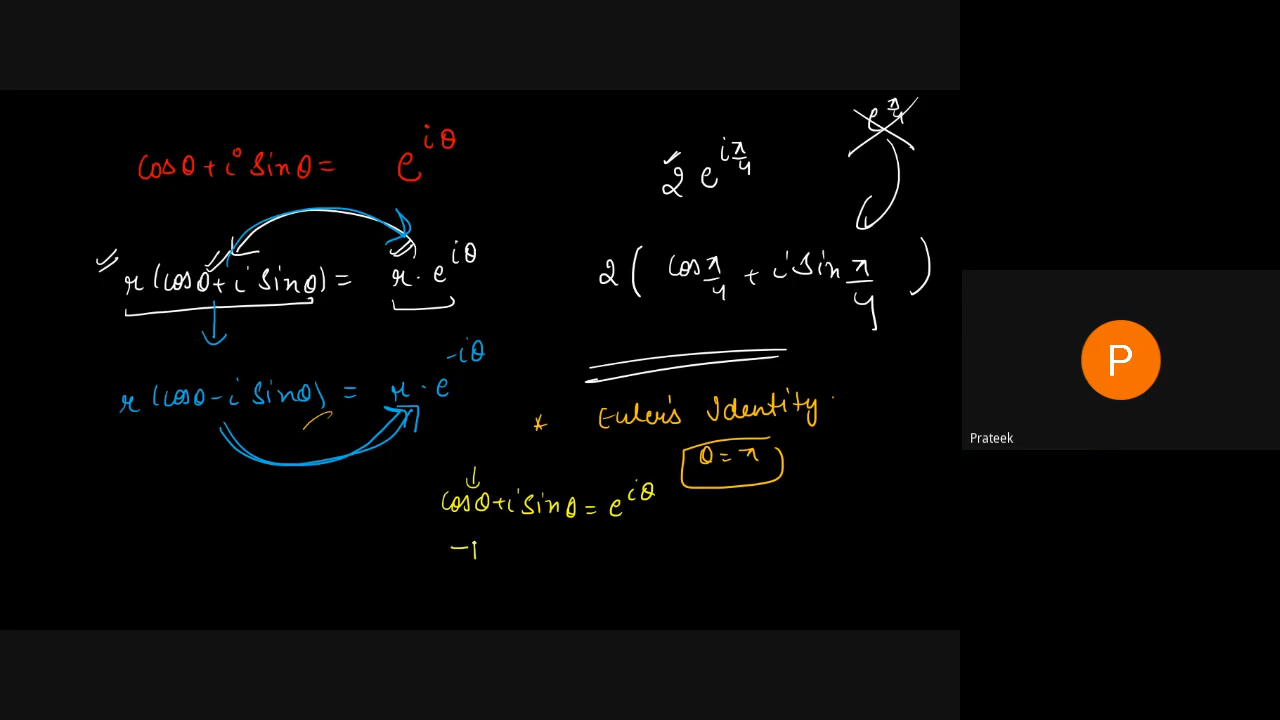 cosθ + i sinθ = e^{iθ}
r (cosθ + i sinθ) = r · e^{iθ}
r (cosθ - i sinθ) = r · e^{-iθ}
e^{π/4}
2 e^{iπ/4}
2 ( cos π/4 + i sin π/4 )
* Euler's Identity.
θ = π
cosθ + i sinθ = e^{iθ}
-1
P
Prateek